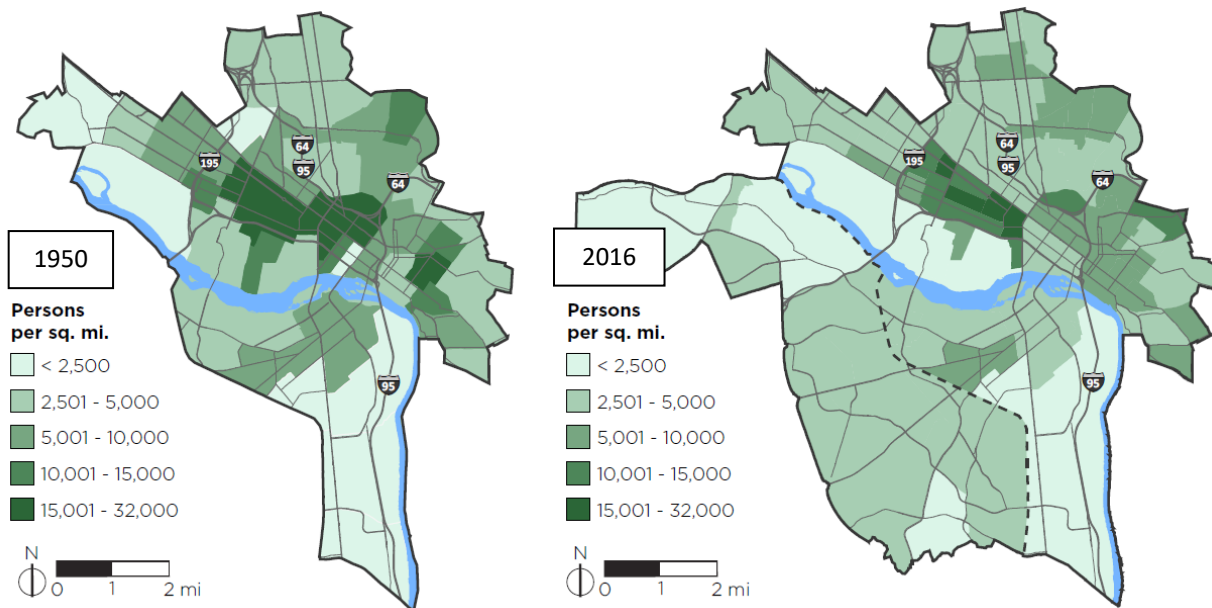 64
195
95
64
1950
Persons
per sq. mi.
< 2,500
2,501 - 5,000
5,001 - 10,000
10,001 - 15,000
15,001 - 32,000
95
N
0 1 2 mi
64
195
95
64
2016
Persons
per sq. mi.
< 2,500
2,501 - 5,000
5,001 - 10,000
10,001 - 15,000
15,001 - 32,000
95
N
0 1 2 mi